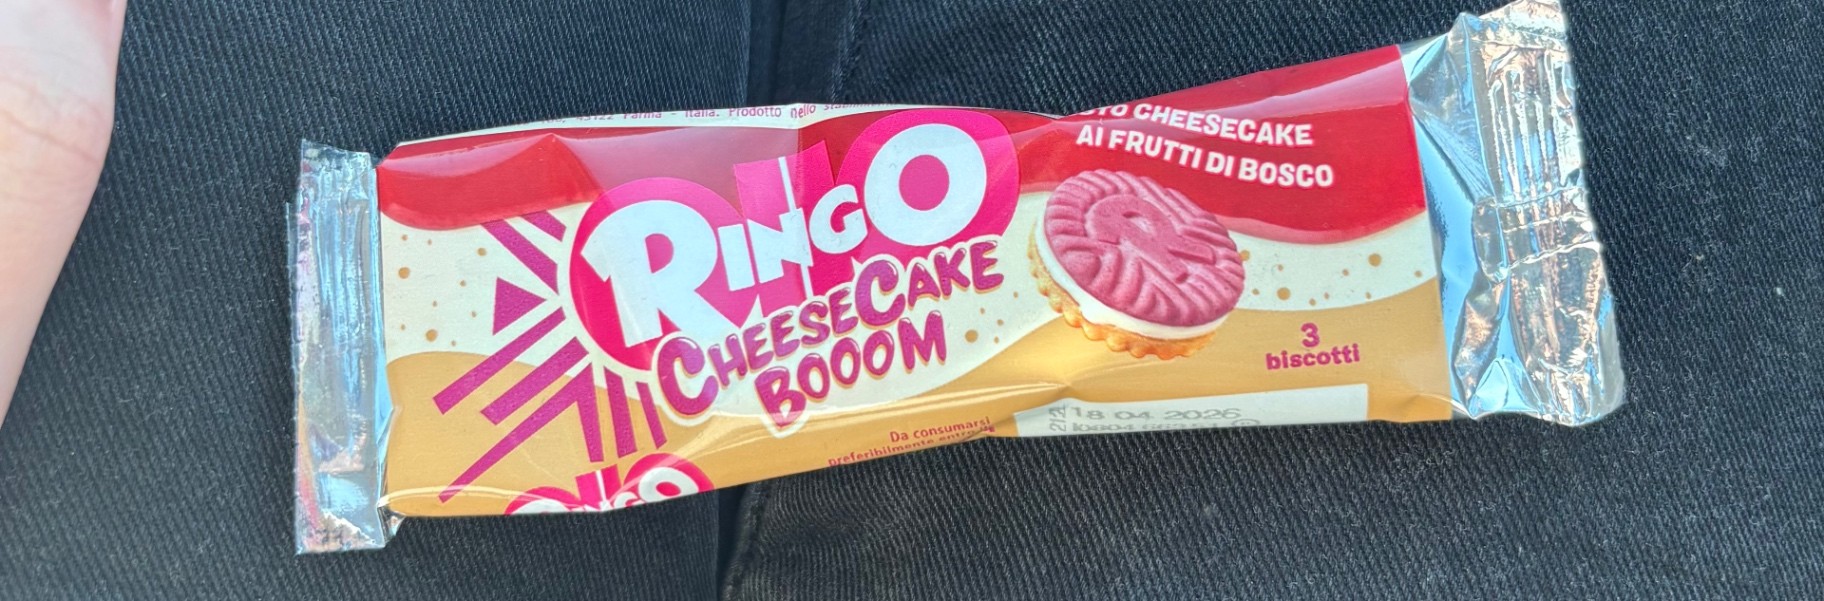 43122 Parma - Italia. Prodotto nello
RINGO
CHEESECAKE
BOOOM
CHEESECAKE
AI FRUTTI DI BOSCO
R
3
biscotti
Da consumarsi
preferibilmente entro
18 04 2026
RINGO